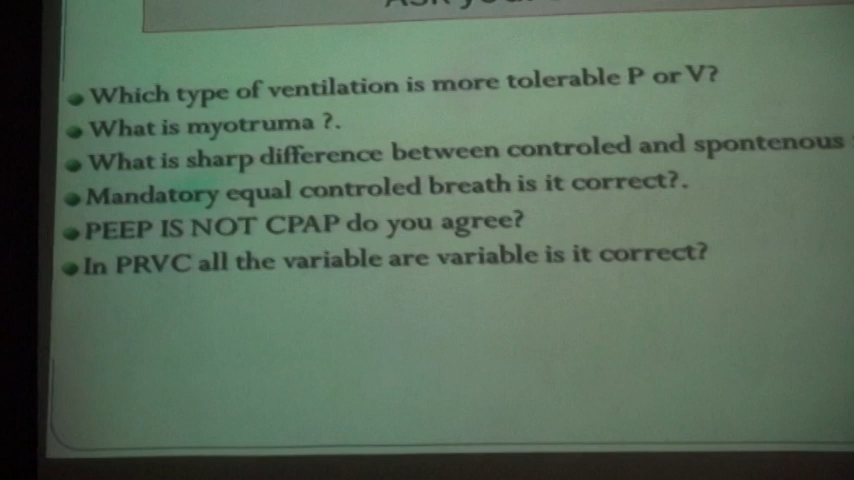 Which type of ventilation is more tolerable P or V?
What is myotruma ?.
What is sharp difference between controled and spontenous
Mandatory equal controled breath is it correct?.
PEEP IS NOT CPAP do you agree?
In PRVC all the variable are variable is it correct?